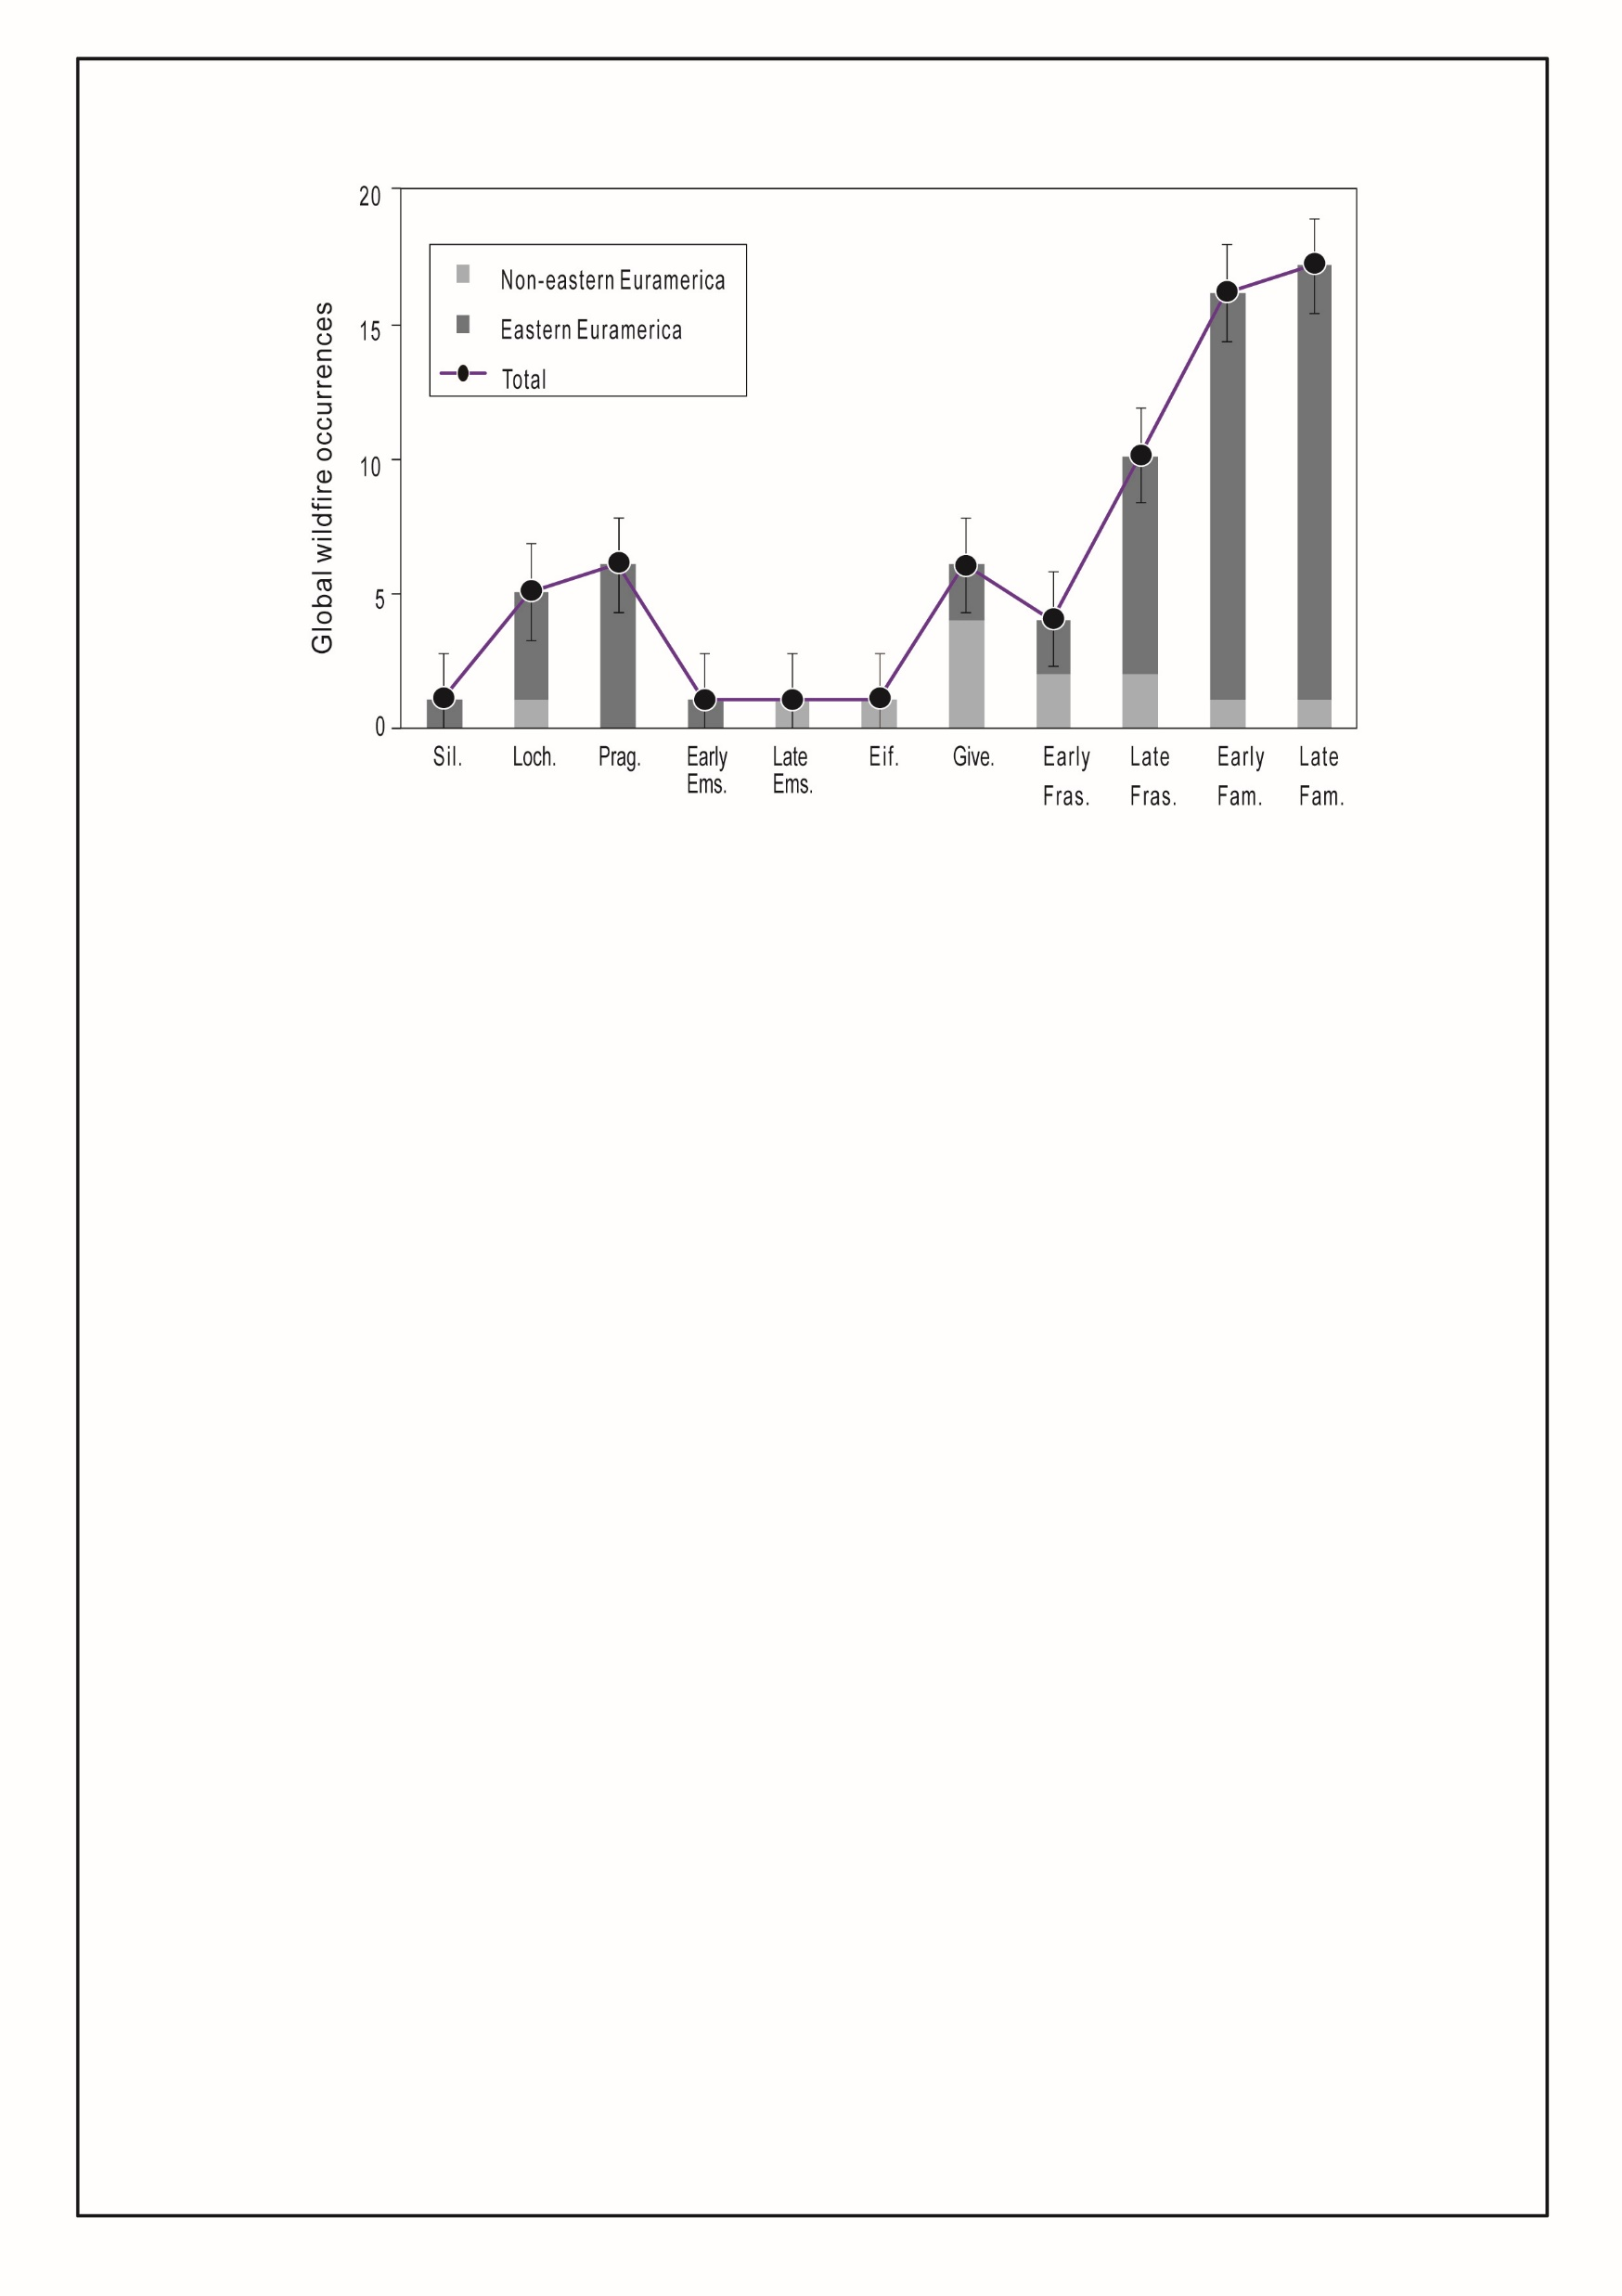 20
15
10
5
0
Global wildfire occurrences
Non-eastern Euramerica
Eastern Euramerica
Total
Sil. Loch. Prag. Early Late Eif. Give. Early Late Early Late
Ems. Ems. Fras. Fras. Fam. Fam.